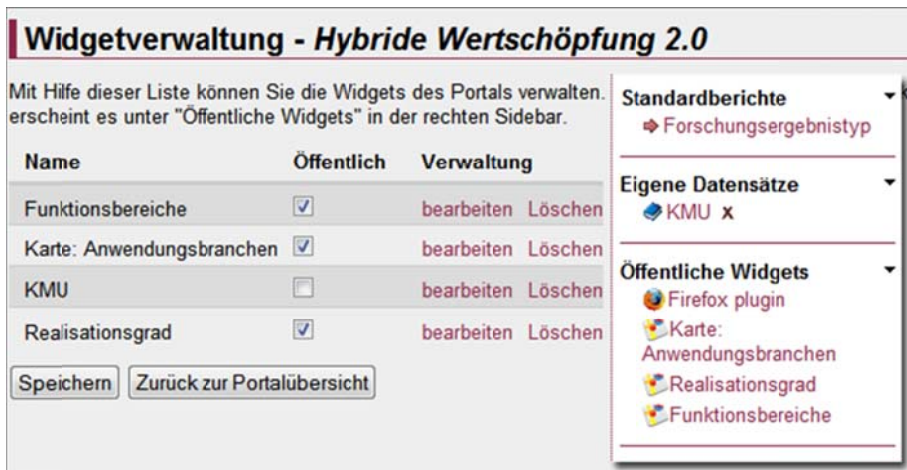 Widgetverwaltung - Hybride Wertschöpfung 2.0
Mit Hilfe dieser Liste können Sie die Widgets des Portals verwalten.
erscheint es unter "Öffentliche Widgets" in der rechten Sidebar.
Name Öffentlich Verwaltung
Funktionsbereiche bearbeiten Löschen
Karte: Anwendungsbranchen bearbeiten Löschen
KMU bearbeiten Löschen
Realisationsgrad bearbeiten Löschen
Speichern Zurück zur Portalübersicht
Standardberichte
Forschungsergebnistyp
Eigene Datensätze
KMU x
Öffentliche Widgets
Firefox plugin
Karte:
Anwendungsbranchen
Realisationsgrad
Funktionsbereiche